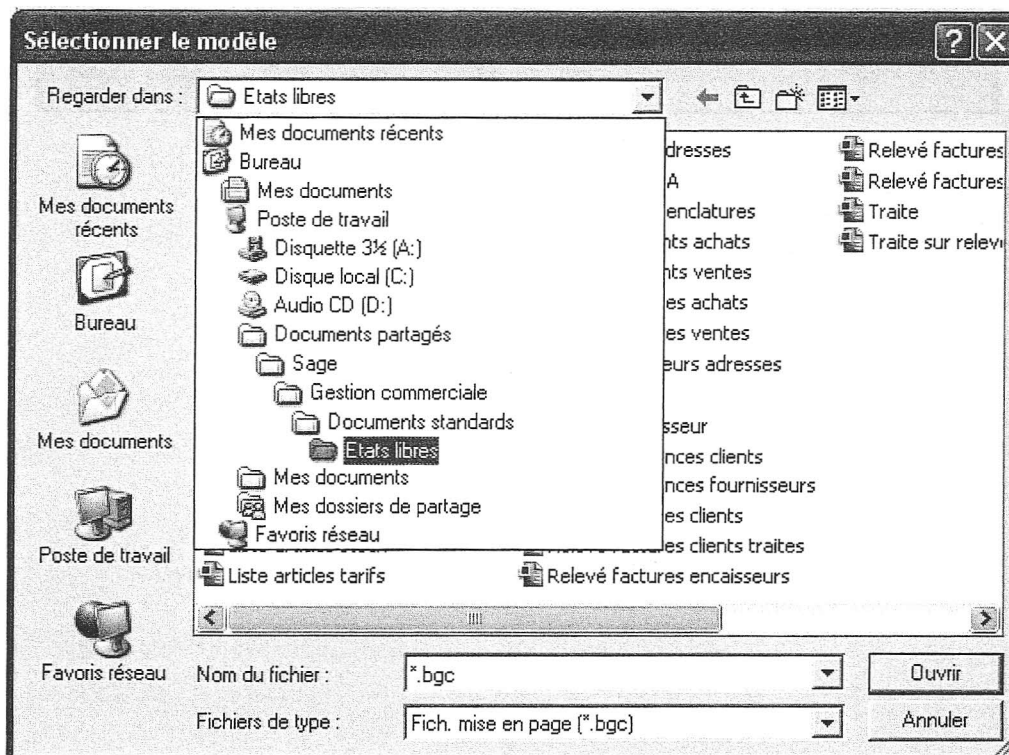 Sélectionner le modèle
Regarder dans :
Etats libres
Mes documents récents
Bureau
Mes documents
Poste de travail
Disquette 3½ (A:)
Disque local (C:)
Audio CD (D:)
Documents partagés
Sage
Gestion commerciale
Documents standards
Etats libres
Mes documents
Mes dossiers de partage
Favoris réseau
Mes documents
récents
Bureau
Mes documents
Poste de travail
Favoris réseau
dresses
A
enclatures
nts achats
nts ventes
es achats
es ventes
eurs adresses
sseur
nces clients
nces fournisseurs
es clients
es clients traites
Liste articles tarifs
Relevé factures encaisseurs
Relevé factures
Relevé factures
Traite
Traite sur relev
Nom du fichier :
*.bgc
Ouvrir
Fichiers de type :
Fich. mise en page (*.bgc)
Annuler